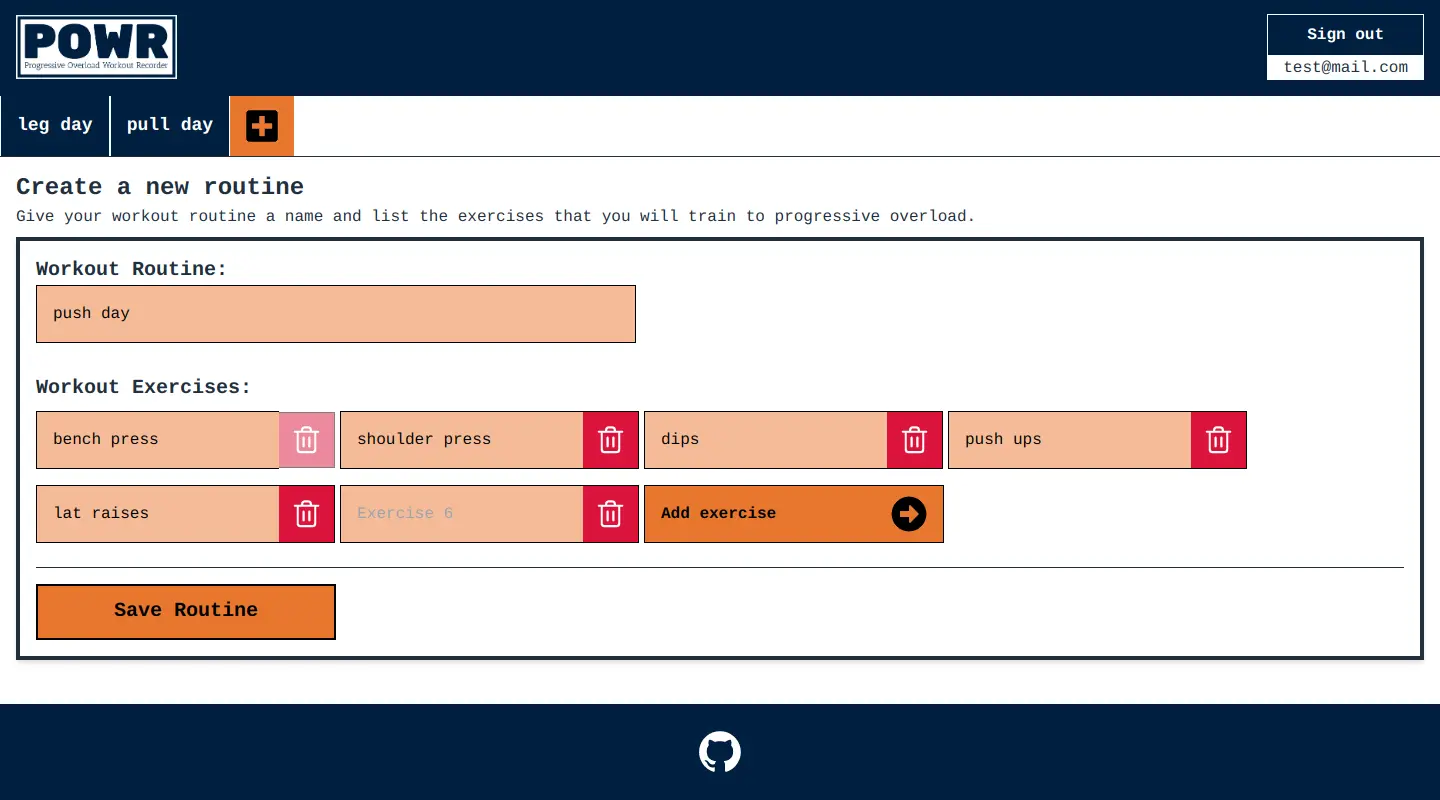 POWR
Progressive Overload Workout Recorder
Sign out
test@mail.com
leg day
pull day
Create a new routine
Give your workout routine a name and list the exercises that you will train to progressive overload.
Workout Routine:
push day
Workout Exercises:
bench press
shoulder press
dips
push ups
lat raises
Exercise 6
Add exercise
Save Routine